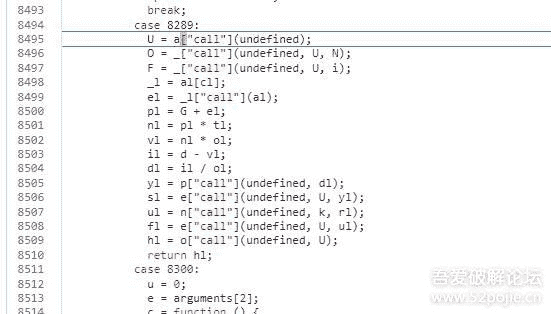 8493 break;
8494 case 8289:
8495 U = a["call"](undefined);
8496 O = _["call"](undefined, U, N);
8497 F = _["call"](undefined, U, i);
8498 _l = al[cl];
8499 el = _l["call"](al);
8500 pl = G + el;
8501 nl = pl * tl;
8502 vl = nl * ol;
8503 il = d - vl;
8504 dl = il / ol;
8505 yl = p["call"](undefined, dl);
8506 sl = e["call"](undefined, U, yl);
8507 ul = n["call"](undefined, k, rl);
8508 fl = e["call"](undefined, U, ul);
8509 hl = o["call"](undefined, U);
8510 return hl;
8511 case 8300:
8512 u = 0;
8513 e = arguments[2];
8514 c = function () {
吾爱破解论坛
www.52pojie.cn